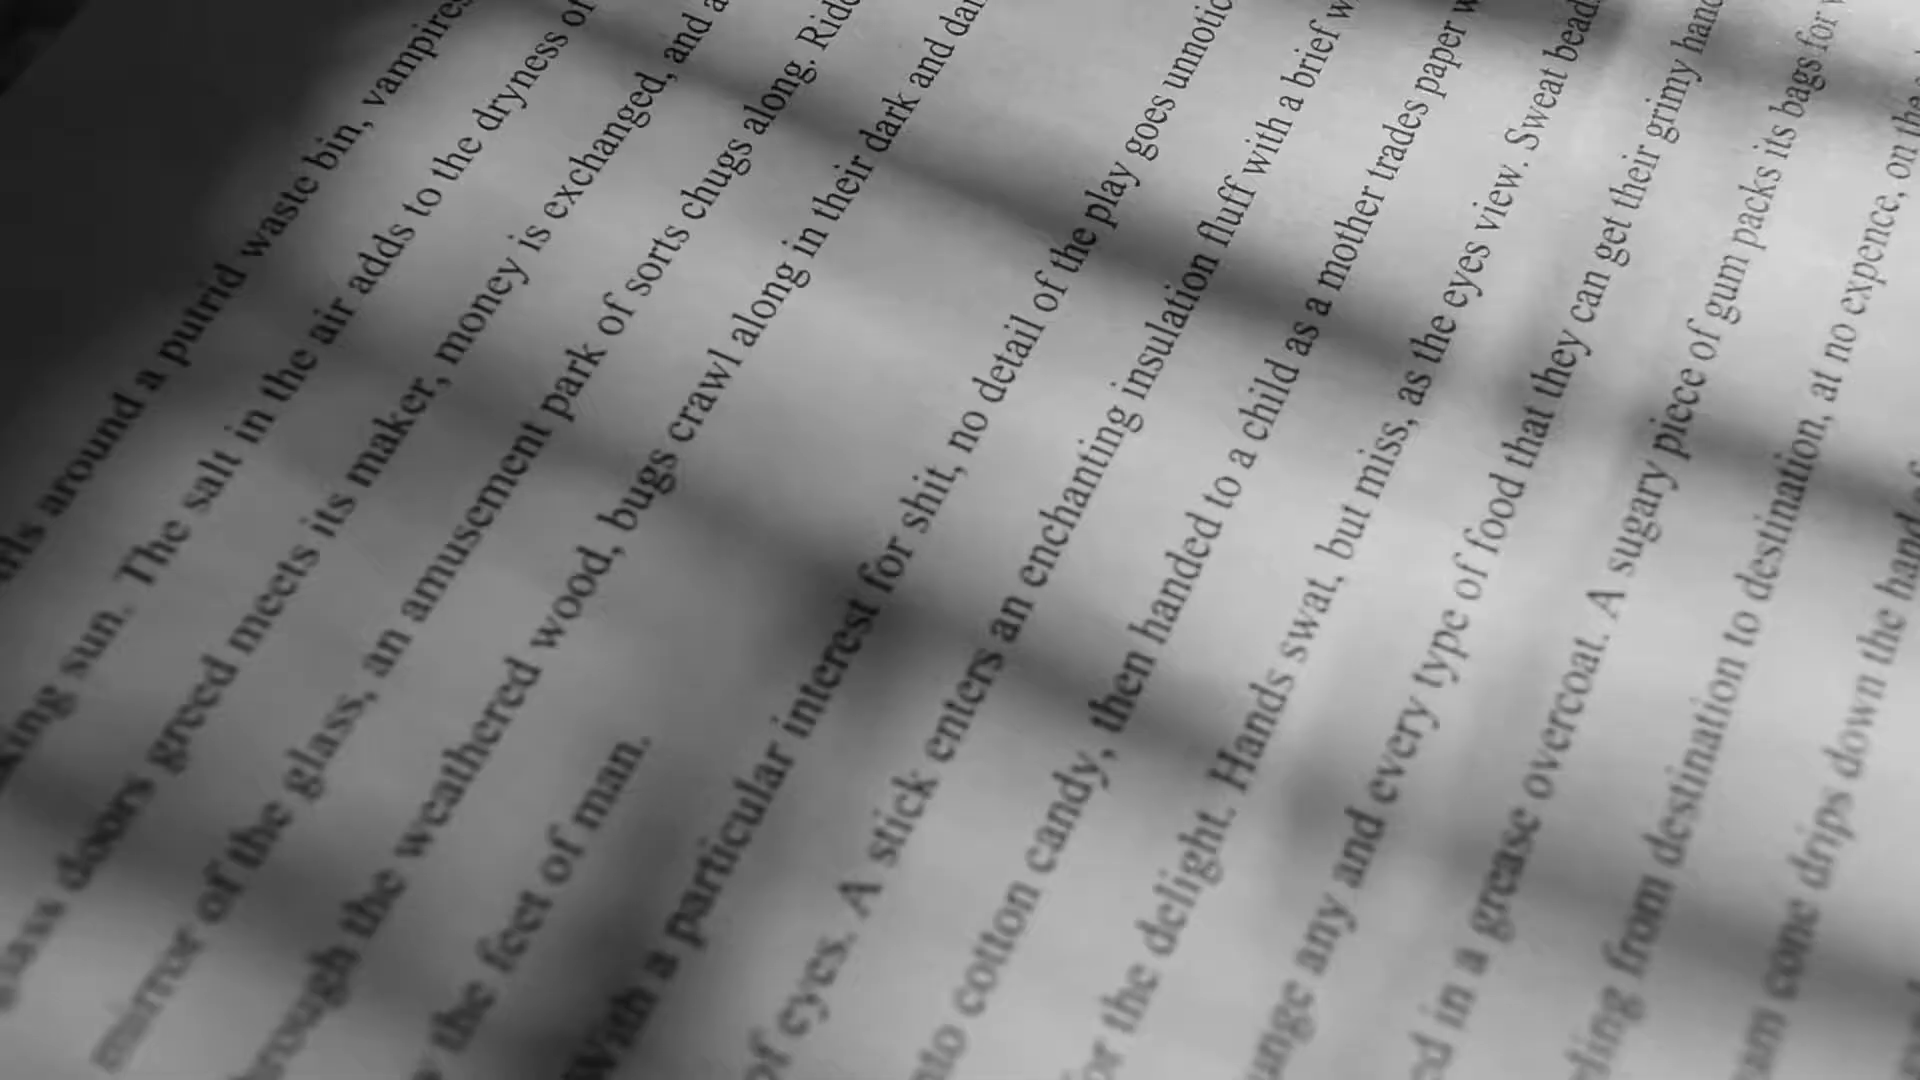 around a putrid waste bin, vampires
sun. The salt in the air adds to the dryness of
doors greed meets its maker, money is exchanged, and a
mirror of the glass, an amusement park of sorts chugs along.
the weathered wood, bugs crawl along in their dark and
the feet of man.
With a particular interest for shit, no detail of the play goes
of eyes. A stick enters an enchanting insulation fluff with a brief
cotton candy, then handed to a child as a mother trades paper
for the delight. Hands swat, but miss, as the eyes view. Sweat
any and every type of food that they can get their grimy
in a grease overcoat. A sugary piece of gum packs its bags for
from destination to destination, at no expence, on the
cone drips down the hand of